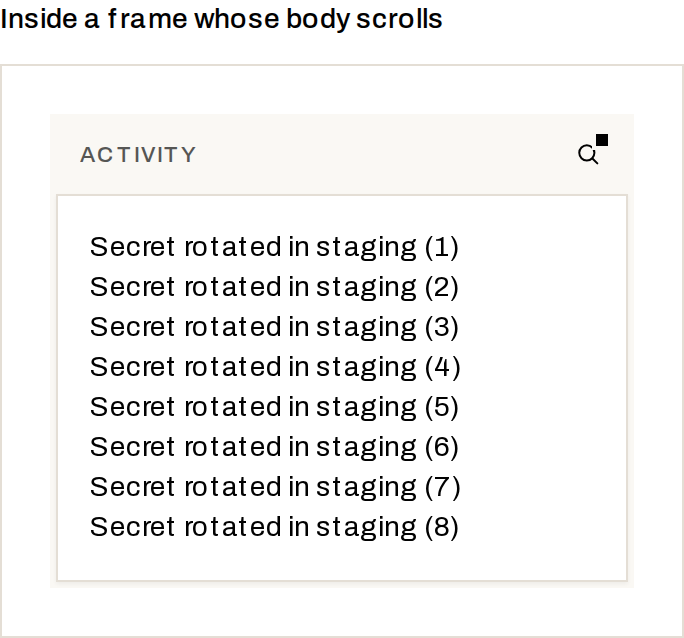 Inside a frame whose body scrolls
ACTIVITY
Secret rotated in staging (1)
Secret rotated in staging (2)
Secret rotated in staging (3)
Secret rotated in staging (4)
Secret rotated in staging (5)
Secret rotated in staging (6)
Secret rotated in staging (7)
Secret rotated in staging (8)